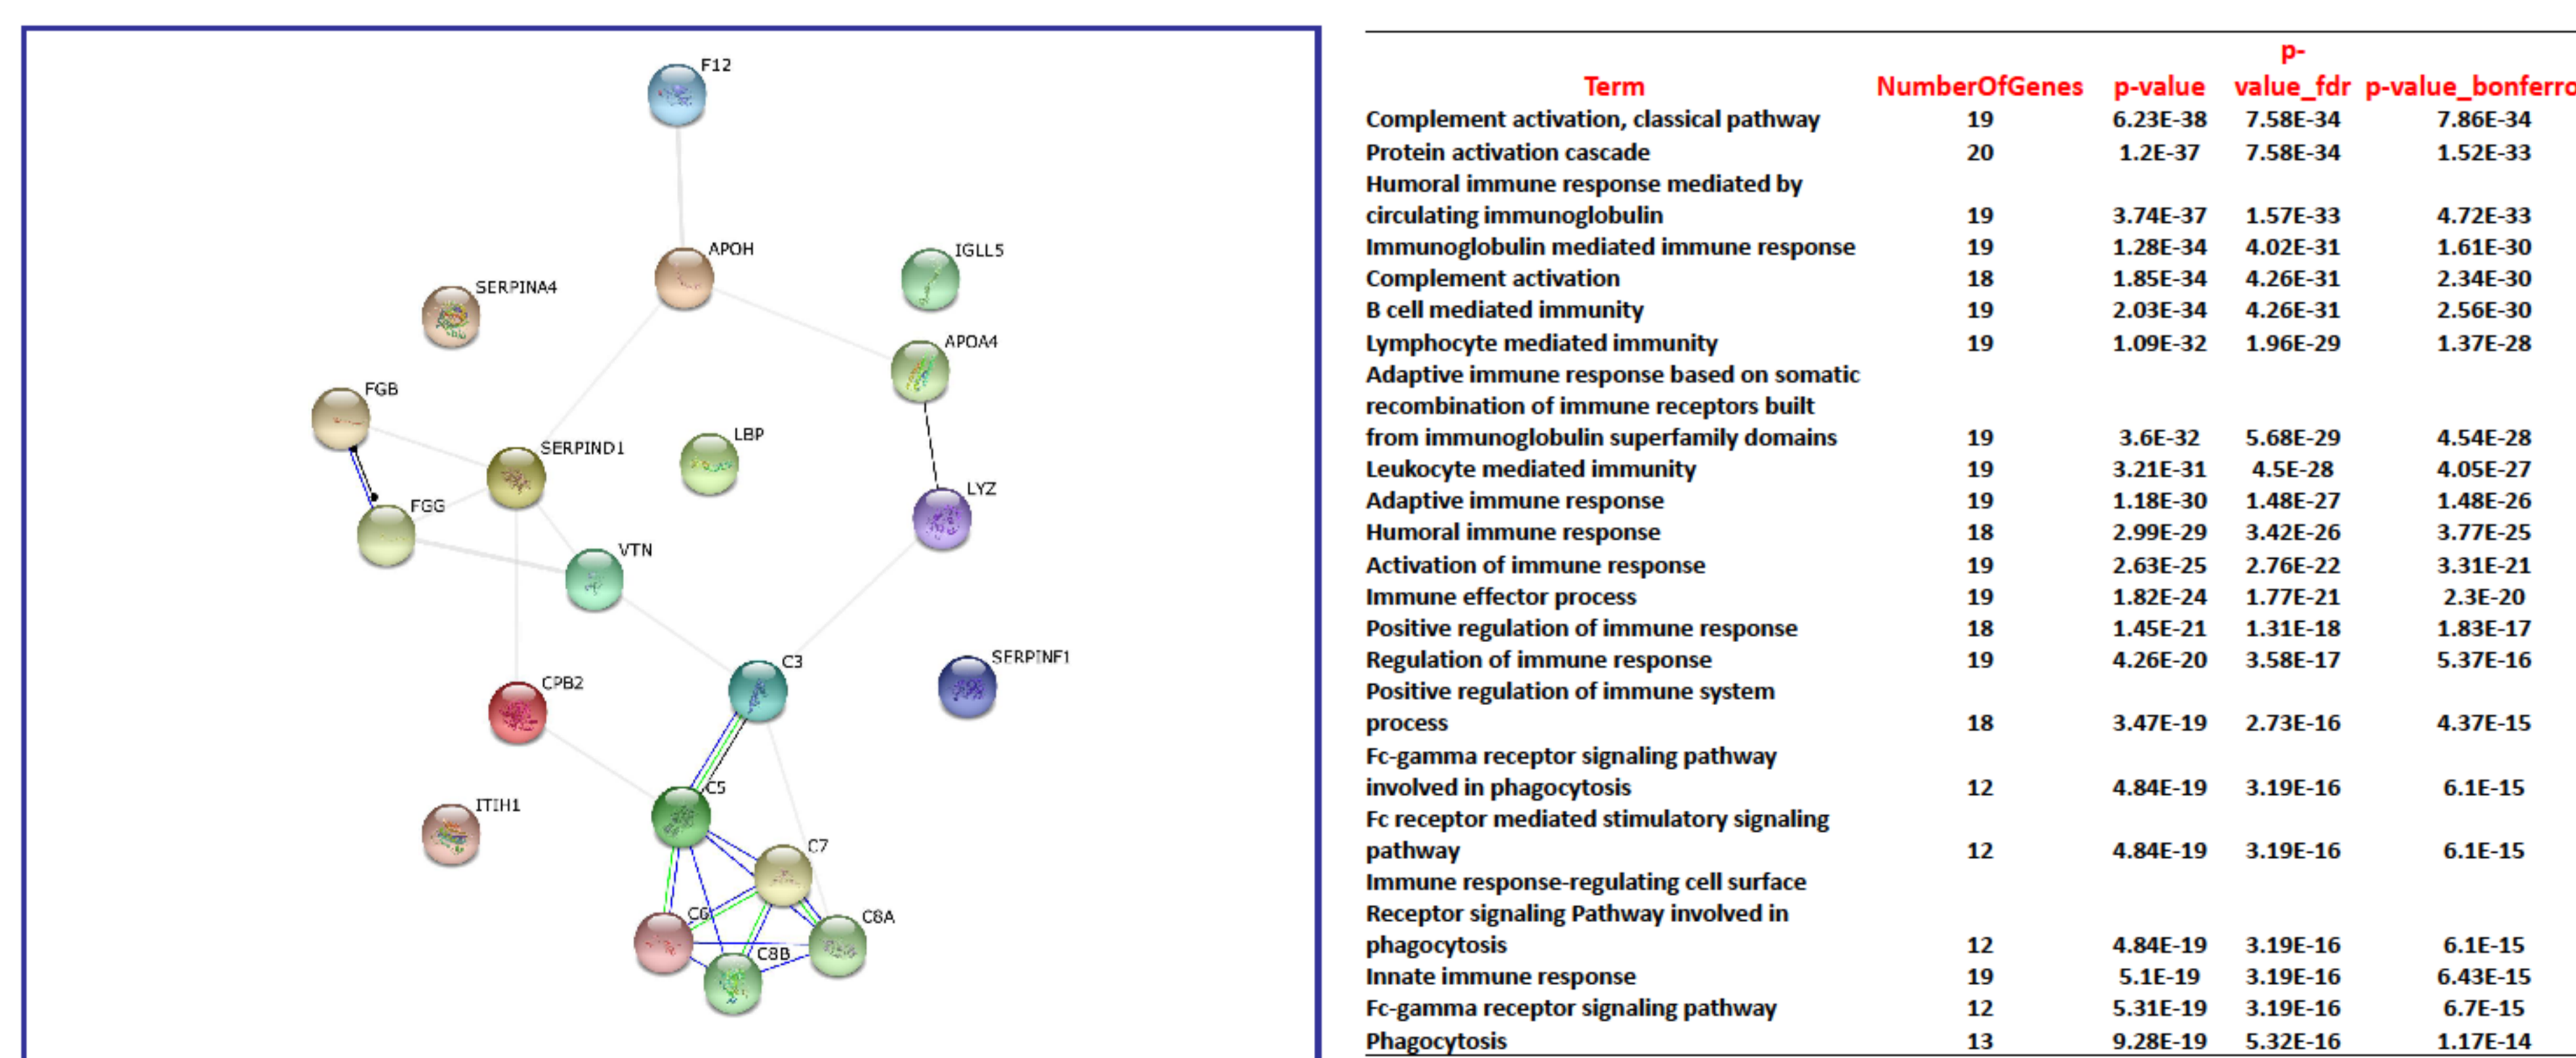 F12
APOH
IGLL5
SERPINA4
APOA4
FGB
LBP
SERPIND1
LYZ
FGG
VTN
C3
SERPINF1
CPB2
C5
ITIH1
C7
C6
C8A
C8B
p-
Term NumberOfGenes p-value value_fdr p-value_bonferro
Complement activation, classical pathway 19 6.23E-38 7.58E-34 7.86E-34
Protein activation cascade 20 1.2E-37 7.58E-34 1.52E-33
Humoral immune response mediated by
circulating immunoglobulin 19 3.74E-37 1.57E-33 4.72E-33
Immunoglobulin mediated immune response 19 1.28E-34 4.02E-31 1.61E-30
Complement activation 18 1.85E-34 4.26E-31 2.34E-30
B cell mediated immunity 19 2.03E-34 4.26E-31 2.56E-30
Lymphocyte mediated immunity 19 1.09E-32 1.96E-29 1.37E-28
Adaptive immune response based on somatic
recombination of immune receptors built
from immunoglobulin superfamily domains 19 3.6E-32 5.68E-29 4.54E-28
Leukocyte mediated immunity 19 3.21E-31 4.5E-28 4.05E-27
Adaptive immune response 19 1.18E-30 1.48E-27 1.48E-26
Humoral immune response 18 2.99E-29 3.42E-26 3.77E-25
Activation of immune response 19 2.63E-25 2.76E-22 3.31E-21
Immune effector process 19 1.82E-24 1.77E-21 2.3E-20
Positive regulation of immune response 18 1.45E-21 1.31E-18 1.83E-17
Regulation of immune response 19 4.26E-20 3.58E-17 5.37E-16
Positive regulation of immune system
process 18 3.47E-19 2.73E-16 4.37E-15
Fc-gamma receptor signaling pathway
involved in phagocytosis 12 4.84E-19 3.19E-16 6.1E-15
Fc receptor mediated stimulatory signaling
pathway 12 4.84E-19 3.19E-16 6.1E-15
Immune response-regulating cell surface
Receptor signaling Pathway involved in
phagocytosis 12 4.84E-19 3.19E-16 6.1E-15
Innate immune response 19 5.1E-19 3.19E-16 6.43E-15
Fc-gamma receptor signaling pathway 12 5.31E-19 3.19E-16 6.7E-15
Phagocytosis 13 9.28E-19 5.32E-16 1.17E-14